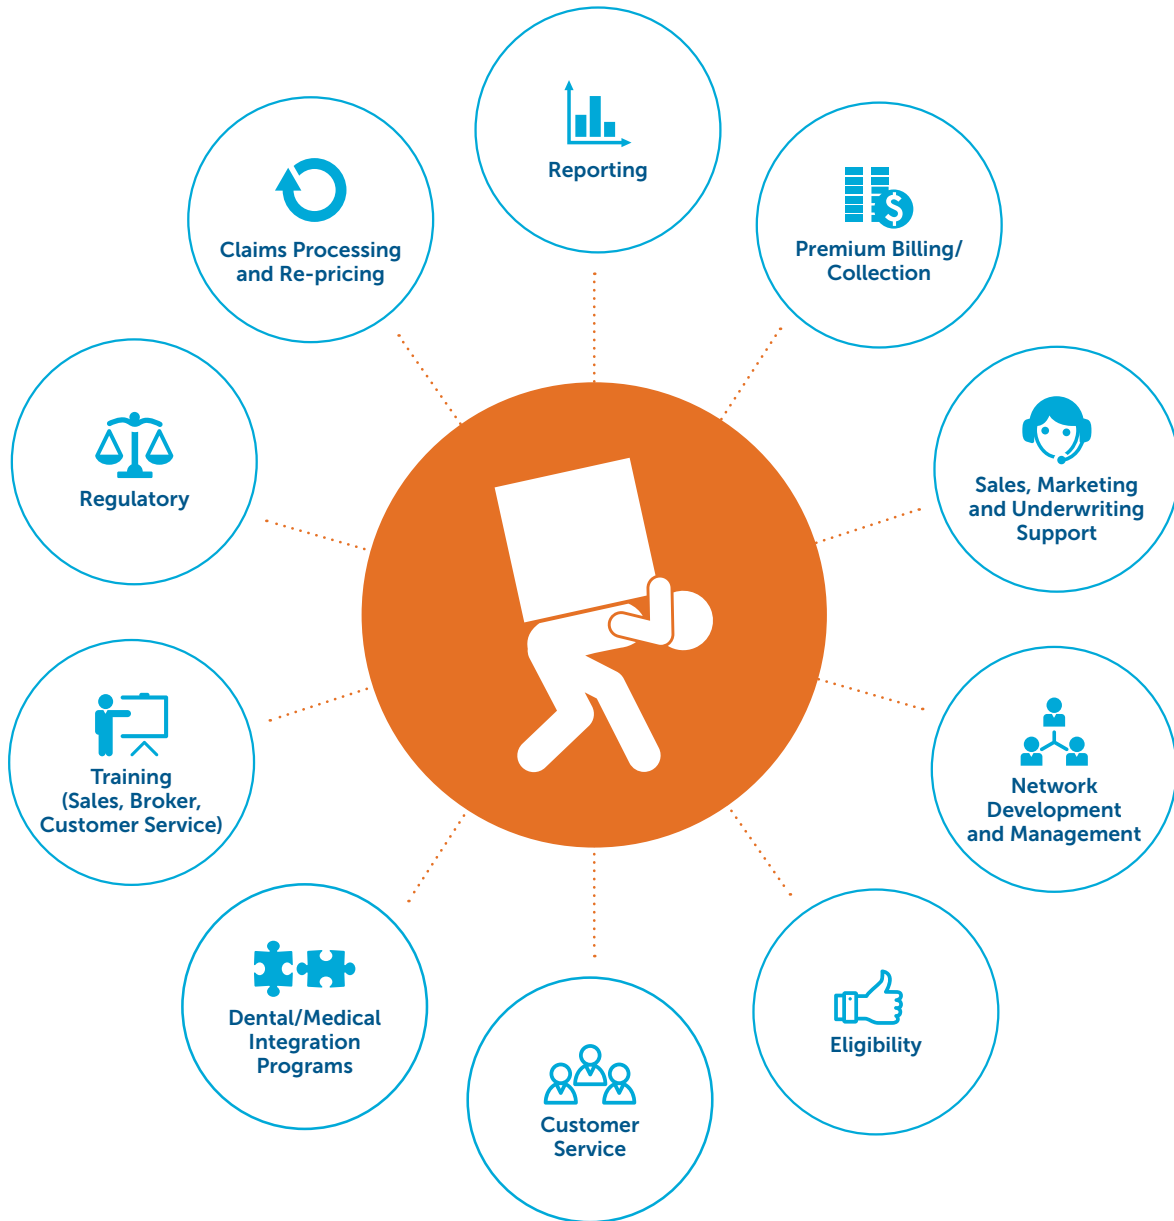 Reporting
Premium Billing/
Collection
Sales, Marketing
and Underwriting
Support
Network
Development
and Management
Eligibility
Customer
Service
Dental/Medical
Integration
Programs
Training
(Sales, Broker,
Customer Service)
Regulatory
Claims Processing
and Re-pricing
$